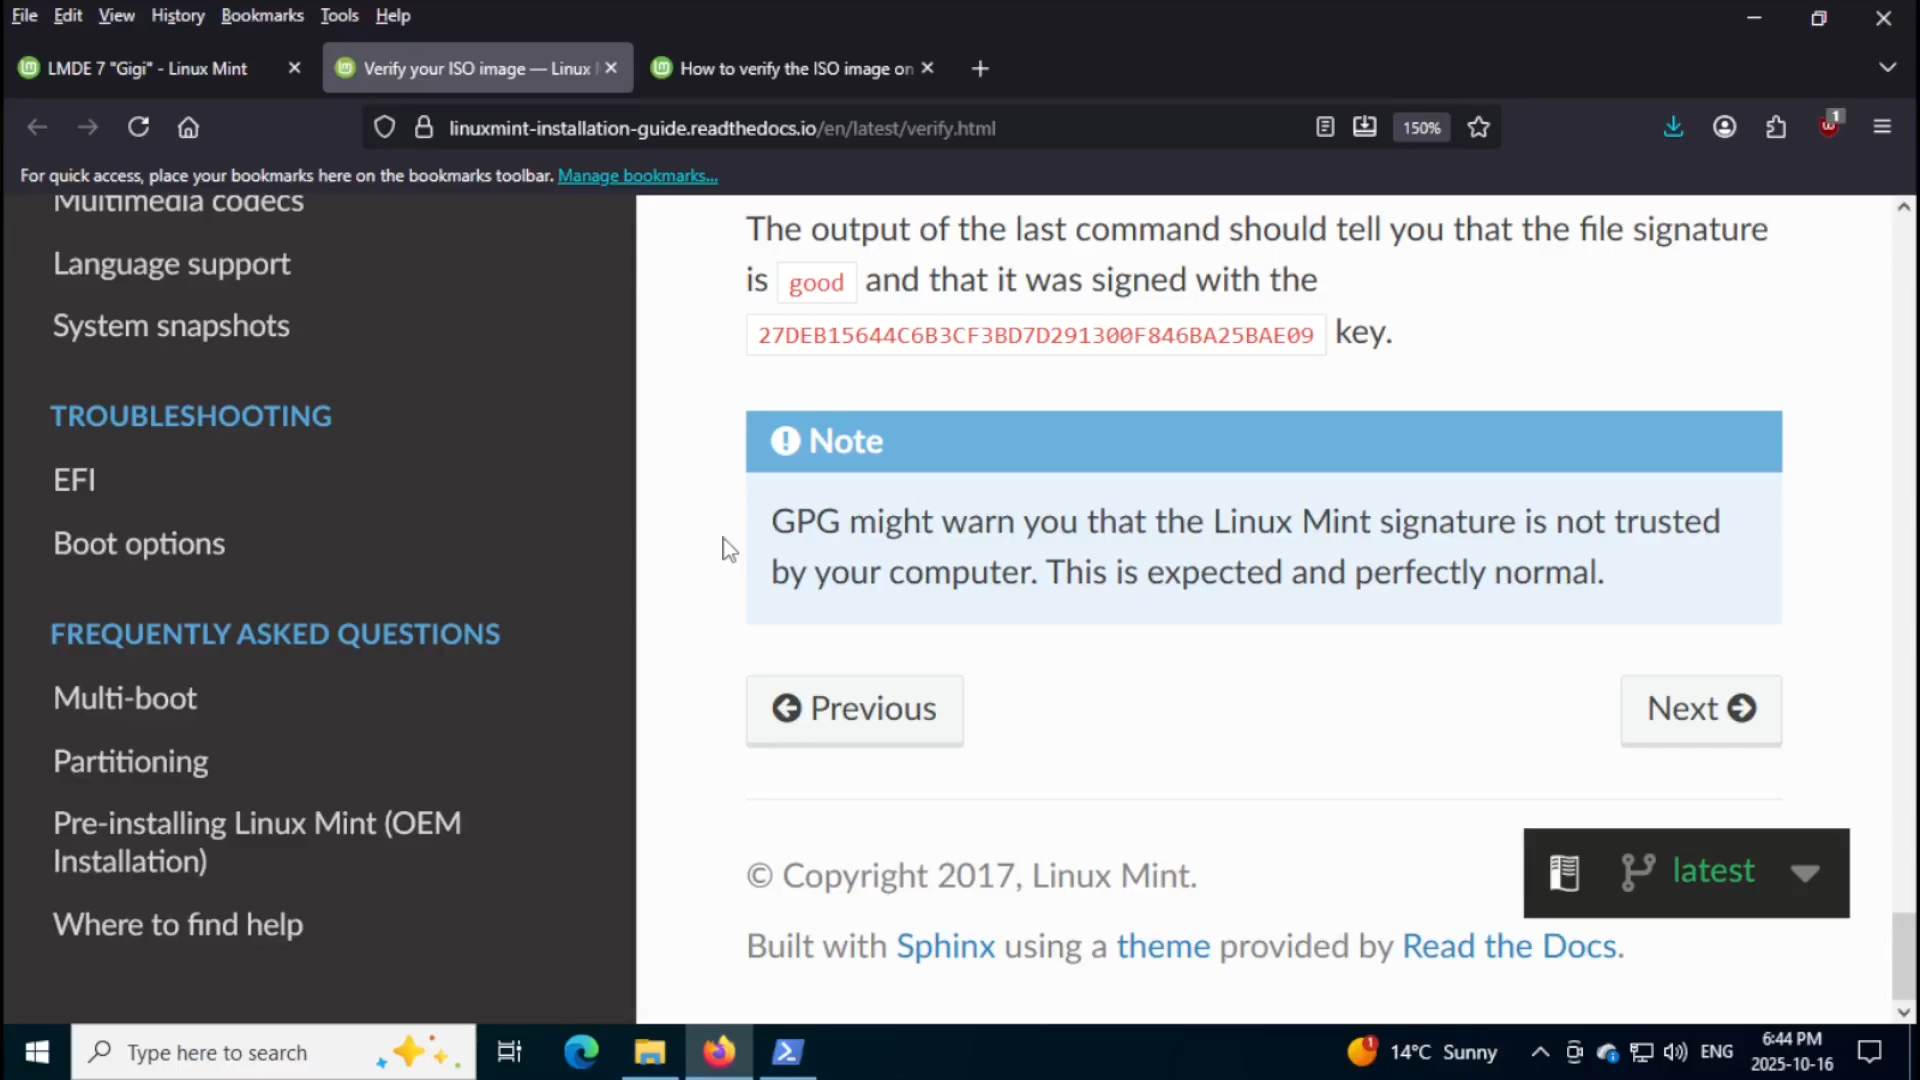 File Edit View History Bookmarks Tools Help
LMDE 7 "Gigi" - Linux Mint
Verify your ISO image — Linux
How to verify the ISO image on
linuxmint-installation-guide.readthedocs.io/en/latest/verify.html
150%
1
For quick access, place your bookmarks here on the bookmarks toolbar. Manage bookmarks...
Multimedia codecs
Language support
System snapshots
TROUBLESHOOTING
EFI
Boot options
FREQUENTLY ASKED QUESTIONS
Multi-boot
Partitioning
Pre-installing Linux Mint (OEM
Installation)
Where to find help
The output of the last command should tell you that the file signature
is good and that it was signed with the
27DEB15644C6B3CF3BD7D291300F846BA25BAE09 key.
Note
GPG might warn you that the Linux Mint signature is not trusted
by your computer. This is expected and perfectly normal.
Previous
Next
© Copyright 2017, Linux Mint.
latest
Built with Sphinx using a theme provided by Read the Docs.
Type here to search
1
14°C Sunny
ENG
6:44 PM
2025-10-16